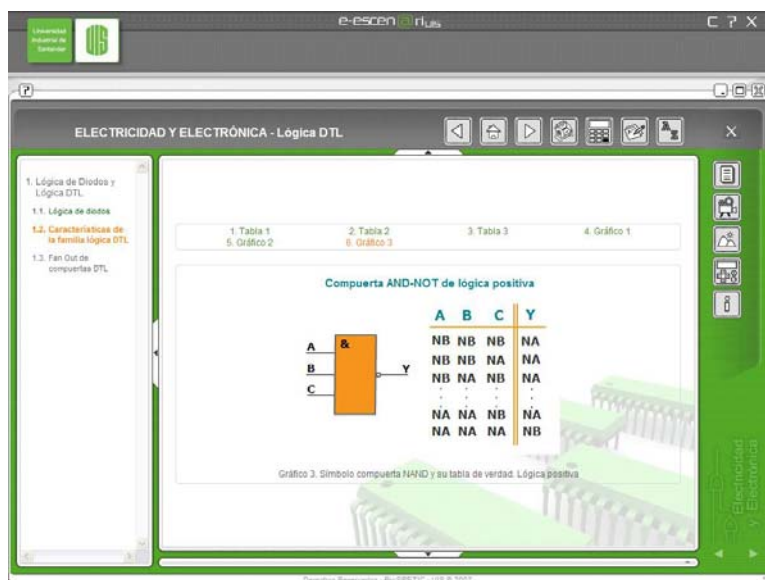 Universidad
Industrial de
Santander
UIS
e-escen@riUIS
C ? X
?
ELECTRICIDAD Y ELECTRÓNICA - Lógica DTL
1. Lógica de Diodos y
Lógica DTL
1.1. Lógica de diodos
1.2. Características de
la familia lógica DTL
1.3. Fan Out de
compuertas DTL
1. Tabla 1 2. Tabla 2 3. Tabla 3 4. Gráfico 1
5. Gráfico 2 6. Gráfico 3
Compuerta AND-NOT de lógica positiva
A
B
C
&
Y
A B C Y
NB NB NB NA
NB NB NA NA
NB NA NB NA
. . . .
. . . .
NA NA NB NA
NA NA NA NB
Gráfico 3. Símbolo compuerta NAND y su tabla de verdad. Lógica positiva
Electricidad
y Electrónica